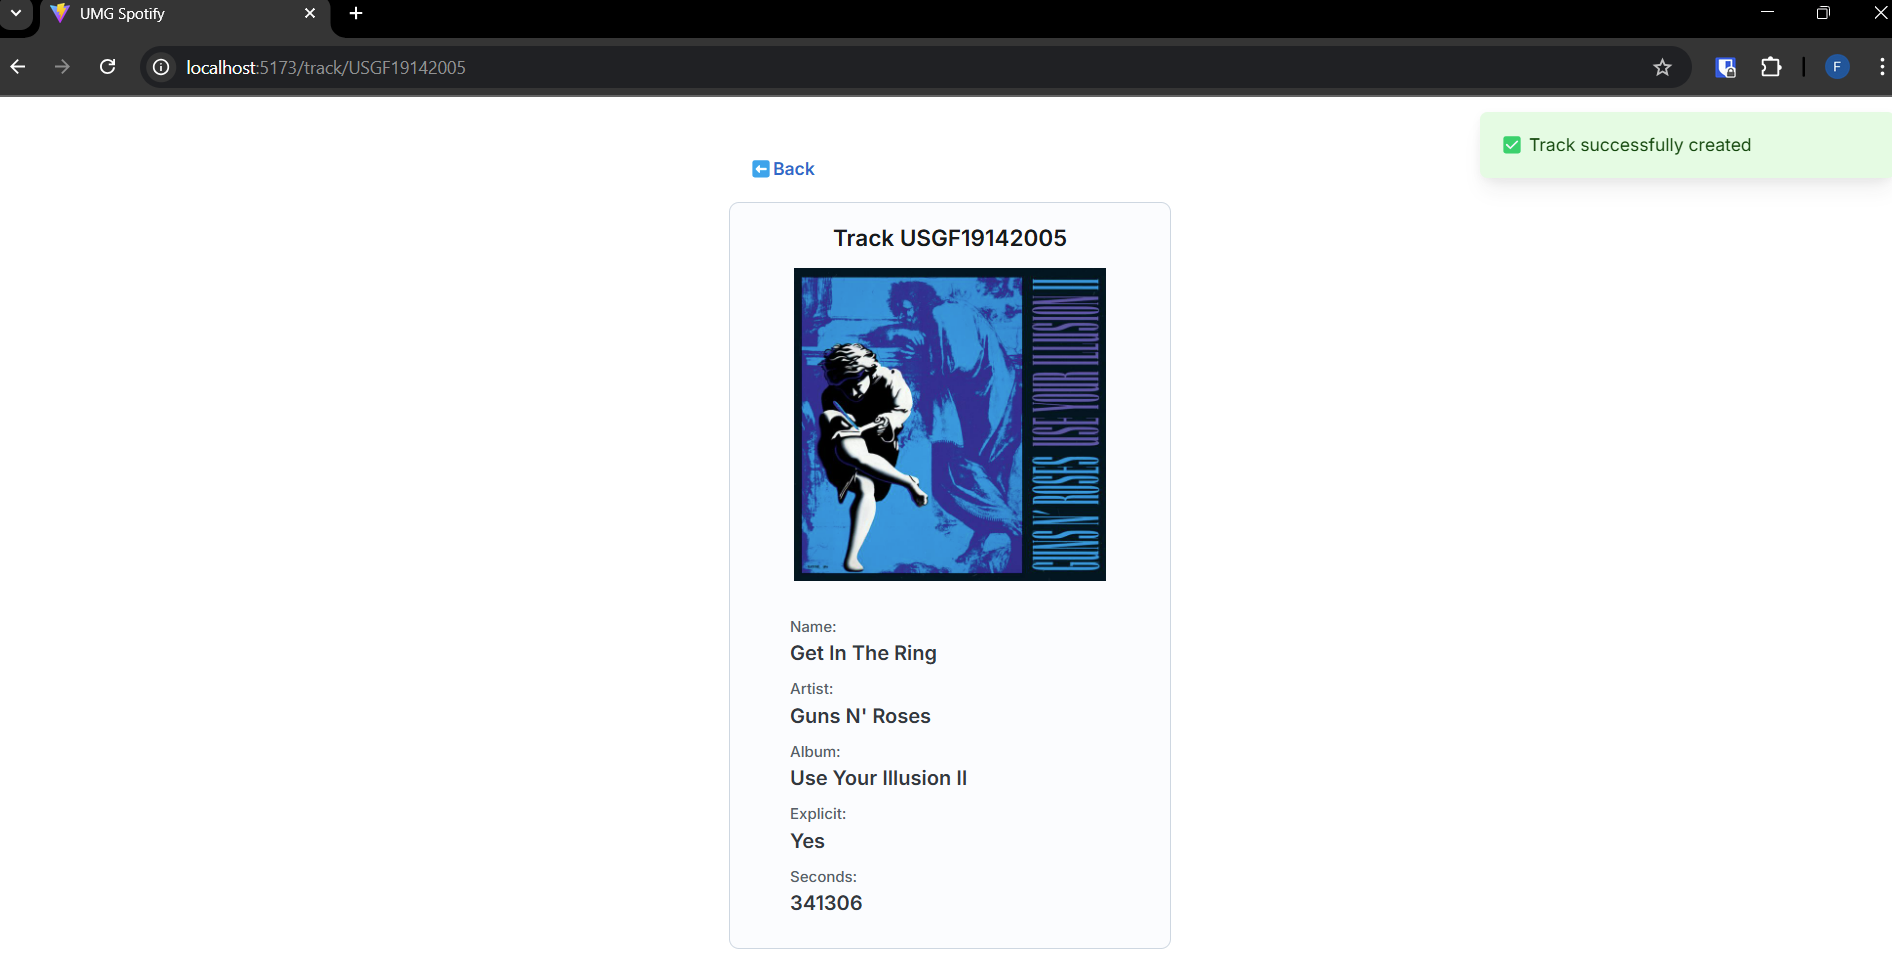 UMG Spotify
localhost:5173/track/USGF19142005
F
Track successfully created
Back
Track USGF19142005
USE YOUR ILLUSION II
GUNS N' ROSES
Name:
Get In The Ring
Artist:
Guns N' Roses
Album:
Use Your Illusion II
Explicit:
Yes
Seconds:
341306